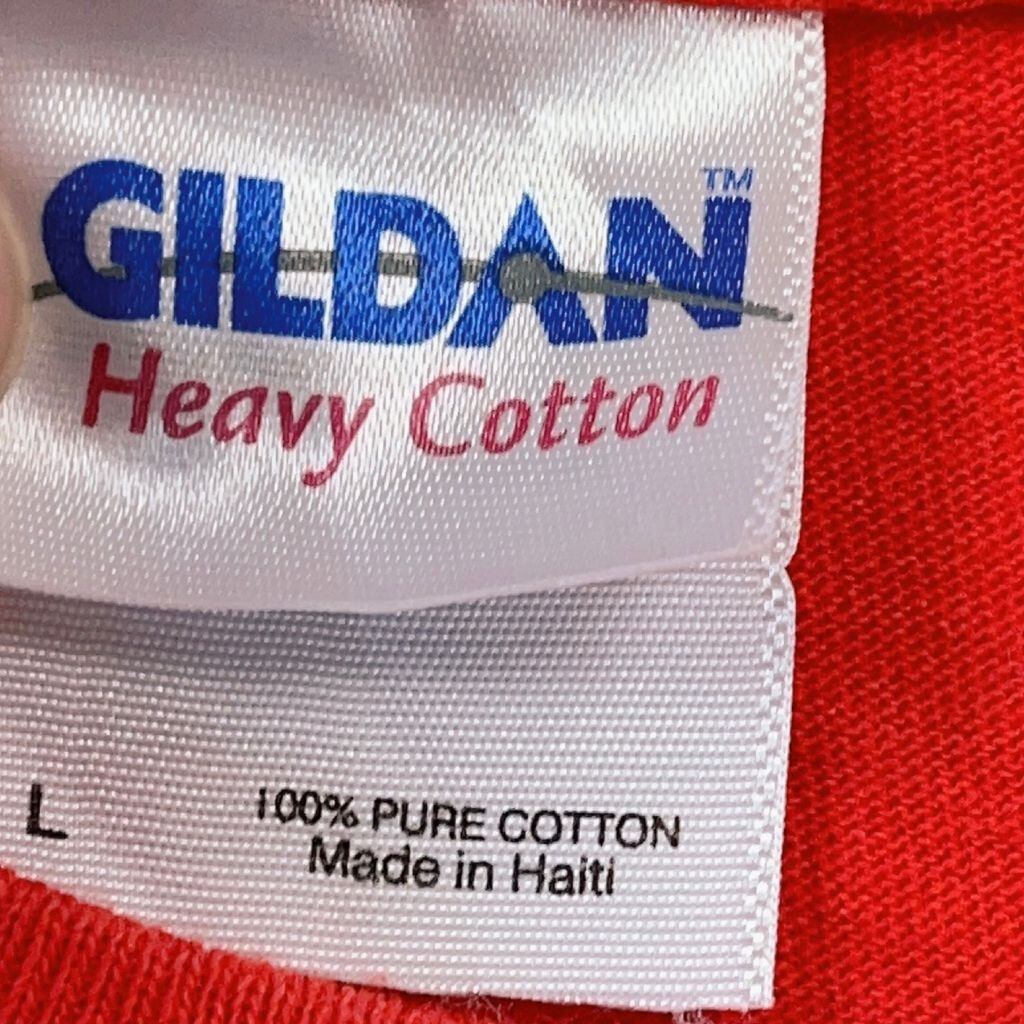 GILDAN™
Heavy Cotton
L
100% PURE COTTON
Made in Haiti